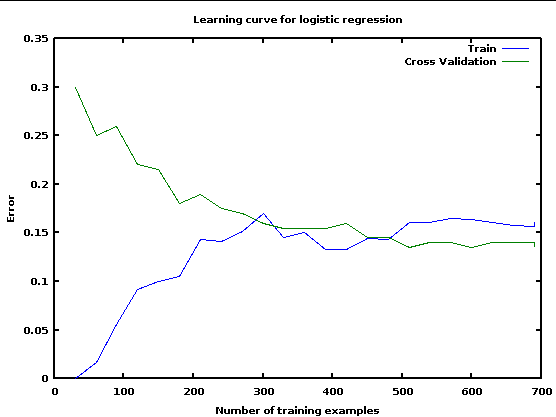 Learning curve for logistic regression
0.35
0.3
0.25
0.2
0.15
0.1
0.05
0
Error
Train
Cross Validation
0 100 200 300 400 500 600 700
Number of training examples